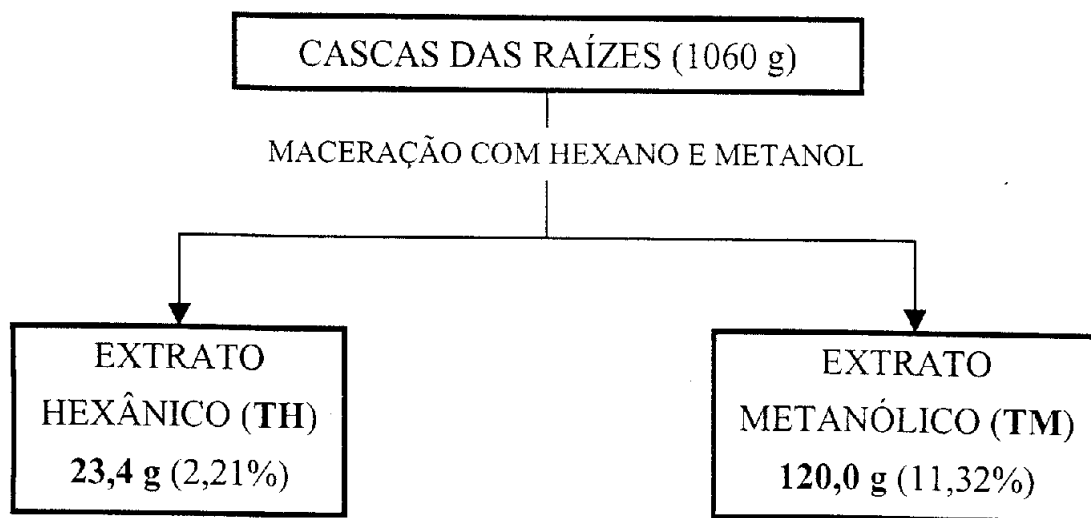 CASCAS DAS RAÍZES (1060 g)
MACERAÇÃO COM HEXANO E METANOL
EXTRATO
HEXÂNICO (TH)
23,4 g (2,21%)
EXTRATO
METANÓLICO (TM)
120,0 g (11,32%)